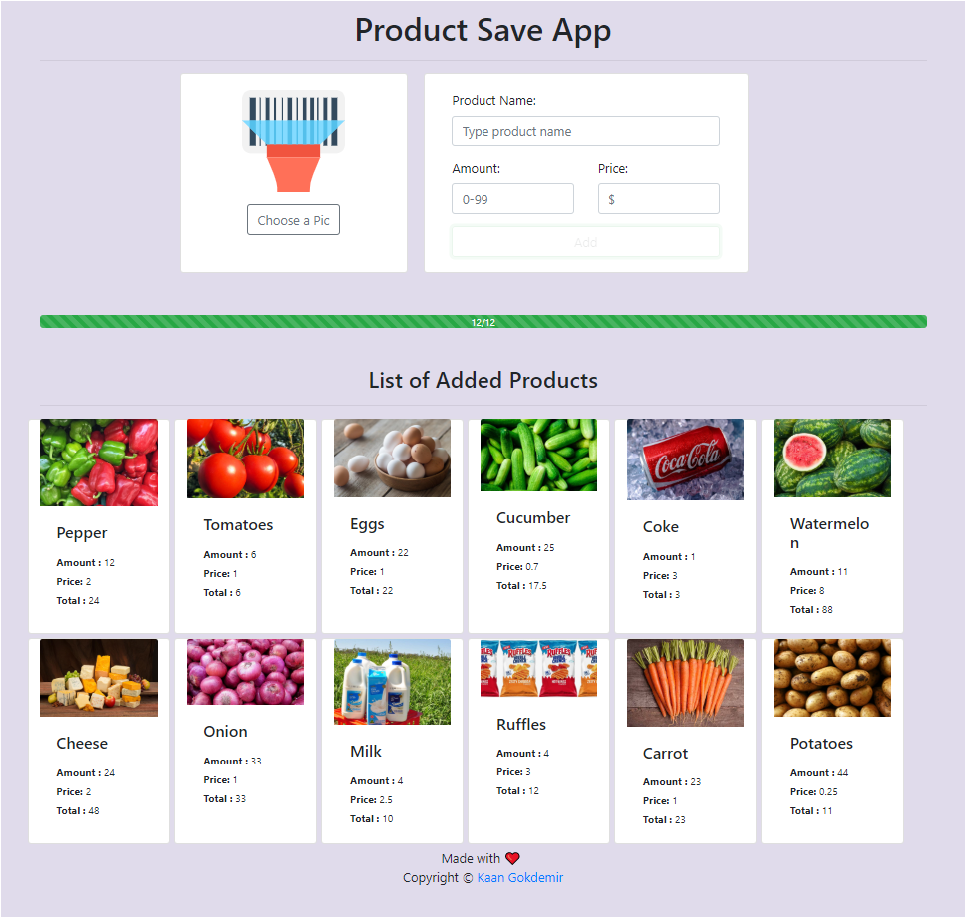 Product Save App
Choose a Pic
Product Name:
Type product name
Amount: Price:
0-99 $
Add
12/12
List of Added Products
Coca-Cola
Pepper
Amount : 12
Price: 2
Total : 24
Tomatoes
Amount : 6
Price: 1
Total : 6
Eggs
Amount : 22
Price: 1
Total : 22
Cucumber
Amount : 25
Price: 0.7
Total : 17.5
Coke
Amount : 1
Price: 3
Total : 3
Watermelo
n
Amount : 11
Price: 8
Total : 88
Cheese
Amount : 24
Price: 2
Total : 48
Onion
Amount : 33
Price: 1
Total : 33
Milk
Amount : 4
Price: 2.5
Total : 10
RUFFLES RUFFLES
Ruffles
Amount : 4
Price: 3
Total : 12
Carrot
Amount : 23
Price: 1
Total : 23
Potatoes
Amount : 44
Price: 0.25
Total : 11
Made with ❤
Copyright © Kaan Gokdemir